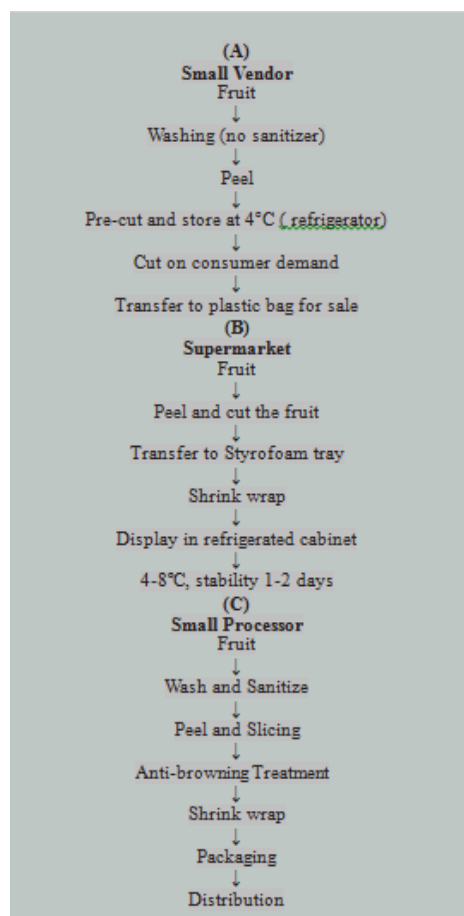 (A)
Small Vendor
Fruit
↓
Washing (no sanitizer)
↓
Peel
↓
Pre-cut and store at 4°C ( refrigerator)
↓
Cut on consumer demand
↓
Transfer to plastic bag for sale
(B)
Supermarket
Fruit
↓
Peel and cut the fruit
↓
Transfer to Styrofoam tray
↓
Shrink wrap
↓
Display in refrigerated cabinet
↓
4-8°C, stability 1-2 days
(C)
Small Processor
Fruit
↓
Wash and Sanitize
↓
Peel and Slicing
↓
Anti-browning Treatment
↓
Shrink wrap
↓
Packaging
↓
Distribution